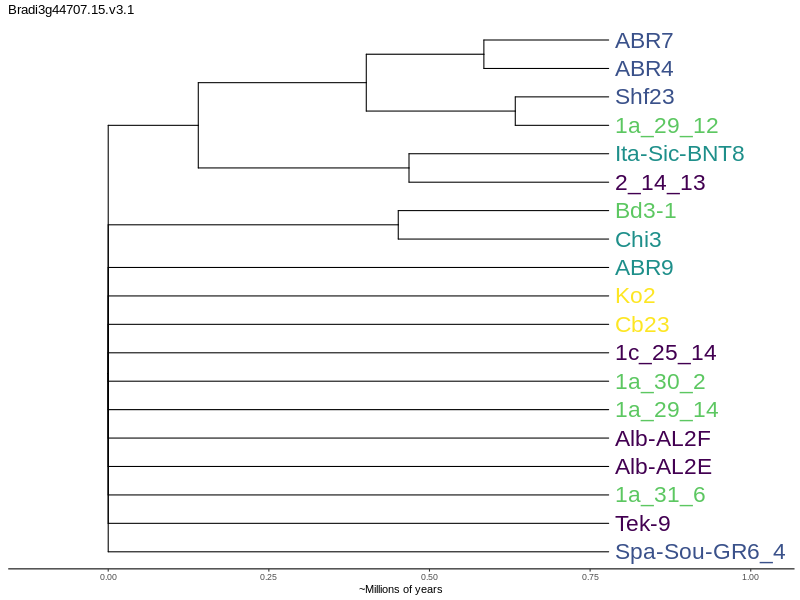 Bradi3g44707.15.v3.1
ABR7
ABR4
Shf23
1a_29_12
Ita-Sic-BNT8
2_14_13
Bd3-1
Chi3
ABR9
Ko2
Cb23
1c_25_14
1a_30_2
1a_29_14
Alb-AL2F
Alb-AL2E
1a_31_6
Tek-9
Spa-Sou-GR6_4
0.00 0.25 0.50 0.75 1.00
~Millions of years